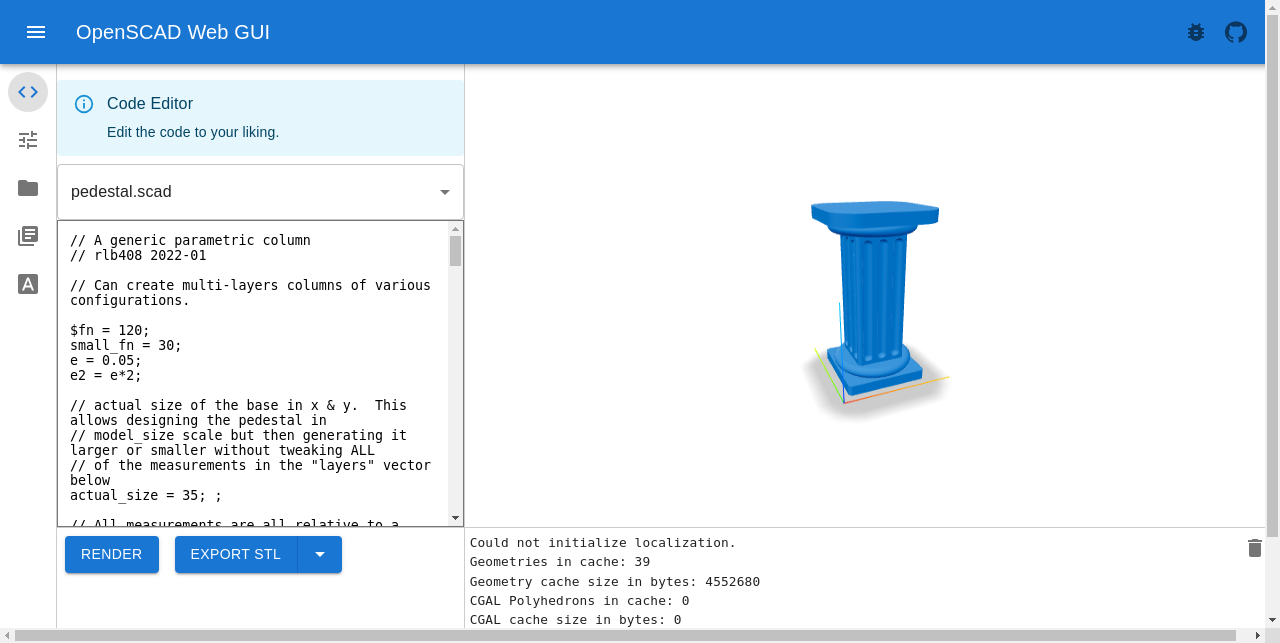 OpenSCAD Web GUI
Code Editor
Edit the code to your liking.
pedestal.scad
// A generic parametric column
// rlb408 2022-01
// Can create multi-layers columns of various
configurations.
$fn = 120;
small_fn = 30;
e = 0.05;
e2 = e*2;
// actual size of the base in x & y.  This
allows designing the pedestal in
// model_size scale but then generating it
larger or smaller without tweaking ALL
// of the measurements in the "layers" vector
below
actual_size = 35; ;
// All measurements are all relative to a
RENDER
EXPORT STL
Could not initialize localization.
Geometries in cache: 39
Geometry cache size in bytes: 4552680
CGAL Polyhedrons in cache: 0
CGAL cache size in bytes: 0